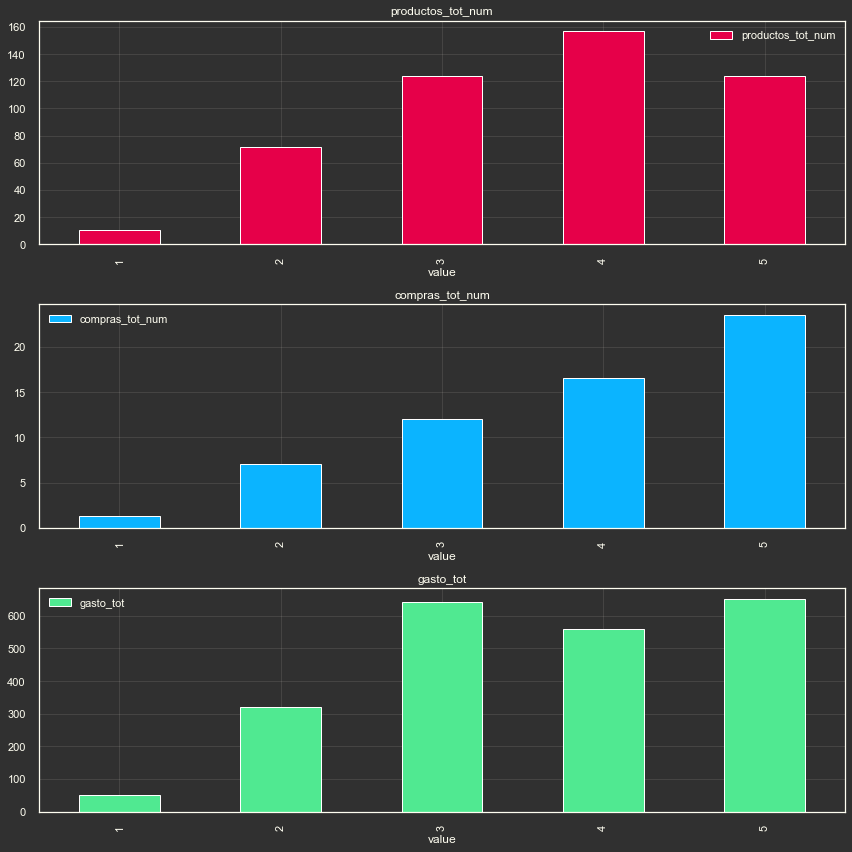 productos_tot_num
productos_tot_num
160
140
120
100
80
60
40
20
0
1 2 3 4 5
value
compras_tot_num
compras_tot_num
20
15
10
5
0
1 2 3 4 5
value
gasto_tot
gasto_tot
600
500
400
300
200
100
0
1 2 3 4 5
value